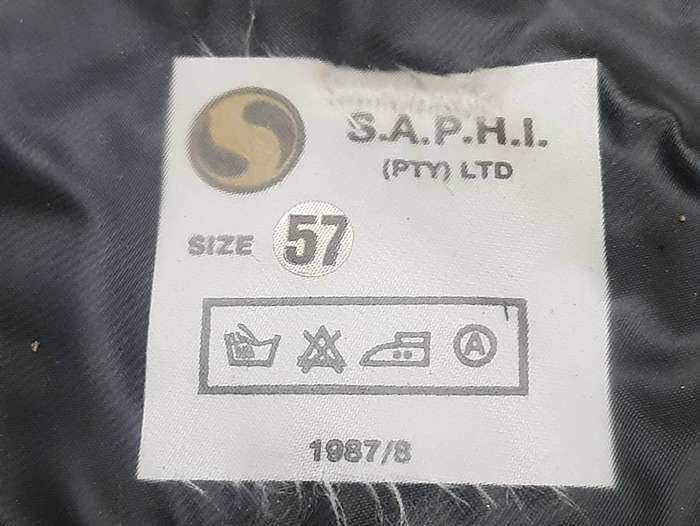 S.A.P.H.I.
(PTY) LTD
SIZE 57
A
1987/8